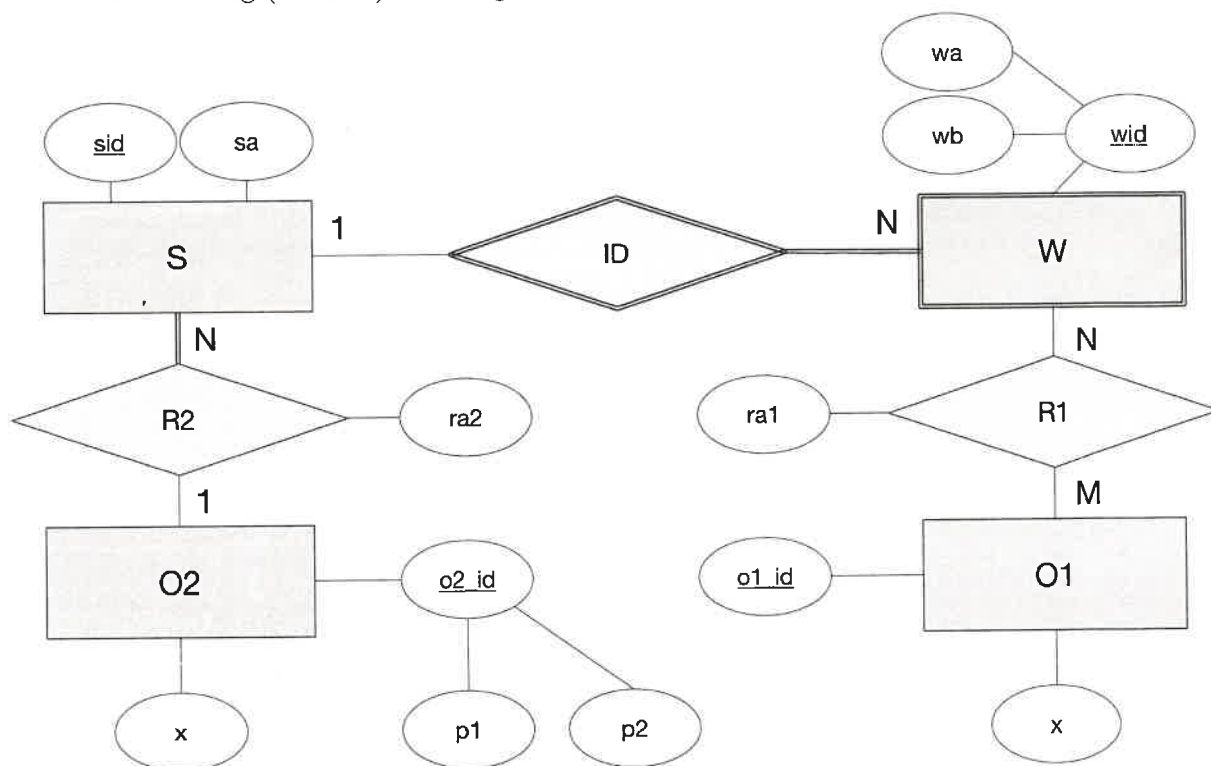 wa
sid
sa
wb
wid
S
1
ID
N
W
N
N
R2
ra2
ra1
R1
1
M
O2
o2_id
o1_id
O1
x
p1
p2
x